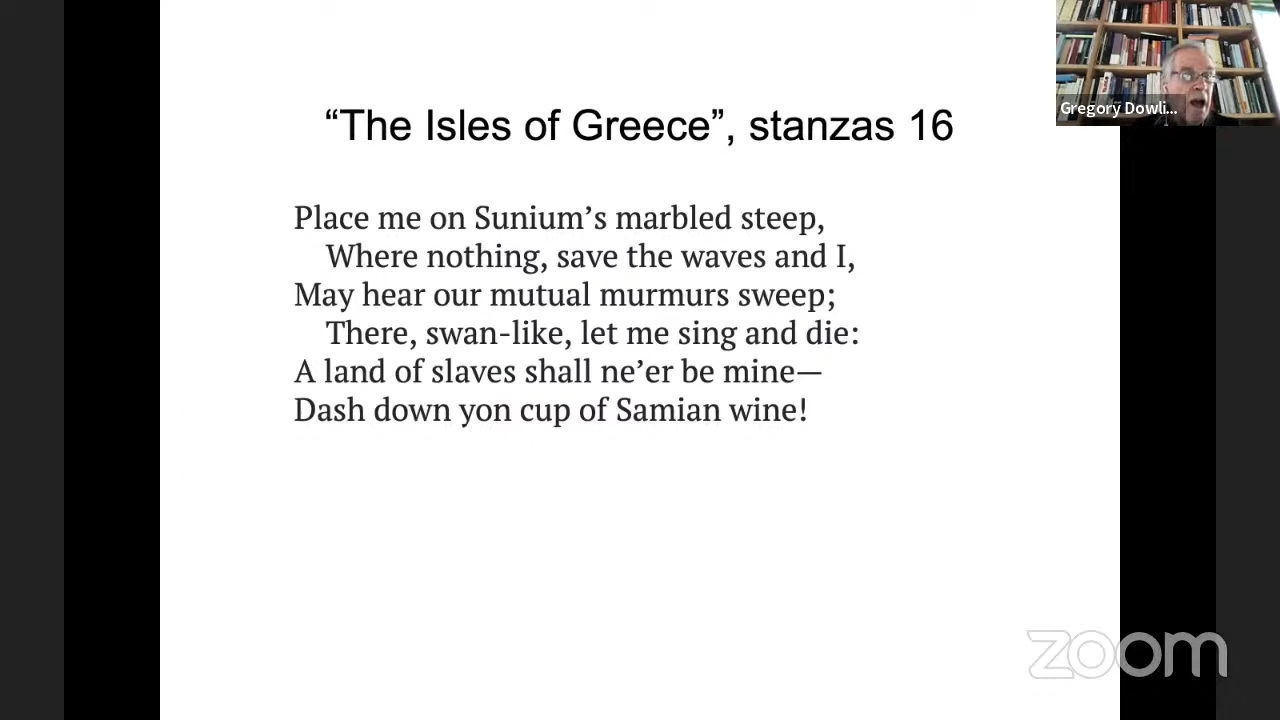 Gregory Dowli...
“The Isles of Greece”, stanzas 16
Place me on Sunium’s marbled steep,
Where nothing, save the waves and I,
May hear our mutual murmurs sweep;
There, swan-like, let me sing and die:
A land of slaves shall ne’er be mine—
Dash down yon cup of Samian wine!
zoom